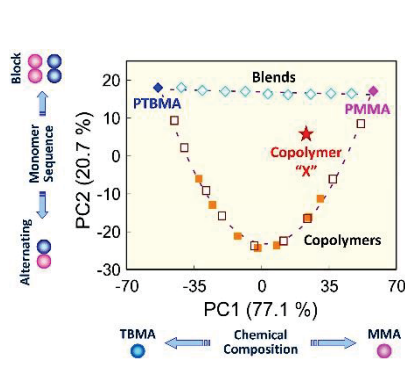 Block
Monomer
Sequence
Alternating
PC2 (20.7 %)
20
10
0
-10
-20
-30
Blends
PTBMA
PMMA
Copolymer
"X"
Copolymers
-70
-35
0
35
70
PC1 (77.1 %)
TBMA
Chemical
Composition
MMA